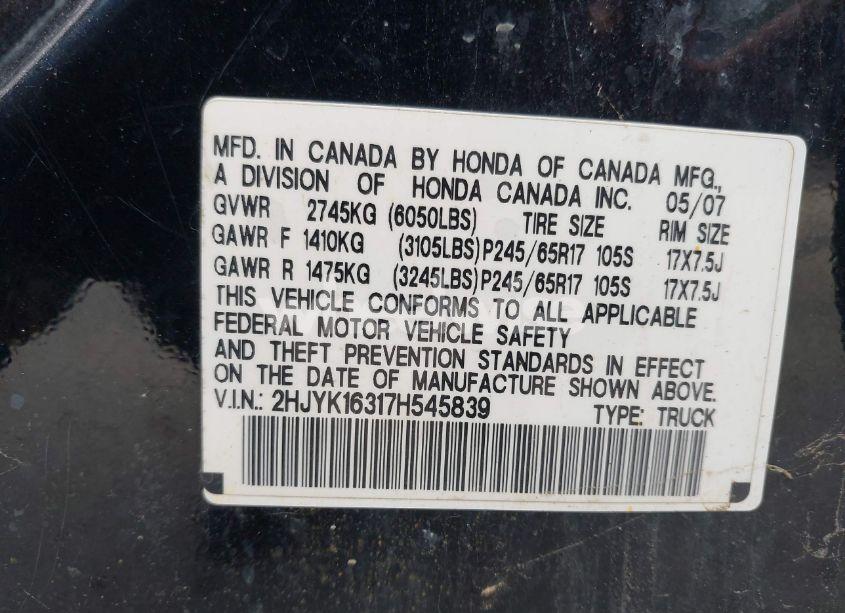 MFD. IN CANADA BY HONDA OF CANADA MFG.,
A DIVISION OF HONDA CANADA INC. 05/07
GVWR 2745KG (6050LBS) TIRE SIZE RIM SIZE
GAWR F 1410KG (3105LBS) P245/65R17 105S 17X7.5J
GAWR R 1475KG (3245LBS) P245/65R17 105S 17X7.5J
THIS VEHICLE CONFORMS TO ALL APPLICABLE
FEDERAL MOTOR VEHICLE SAFETY
AND THEFT PREVENTION STANDARDS IN EFFECT
ON THE DATE OF MANUFACTURE SHOWN ABOVE.
V.I.N.: 2HJYK16317H545839 TYPE: TRUCK